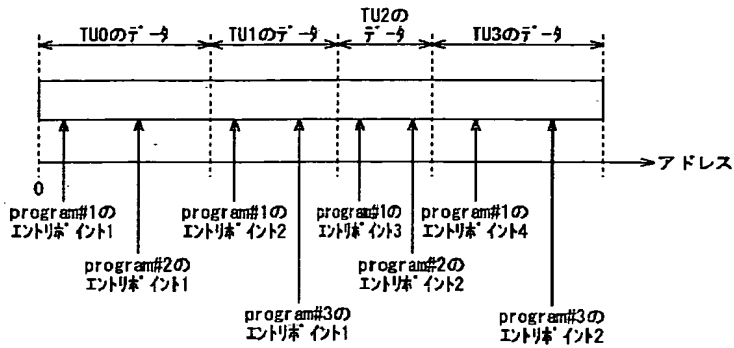 TU0のデータ
TU1のデータ
TU2の
データ
TU3のデータ
アドレス
0
program#1の
エントリポイント1
program#1の
エントリポイント2
program#1の
エントリポイント3
program#1の
エントリポイント4
program#2の
エントリポイント1
program#2の
エントリポイント2
program#3の
エントリポイント1
program#3の
エントリポイント2